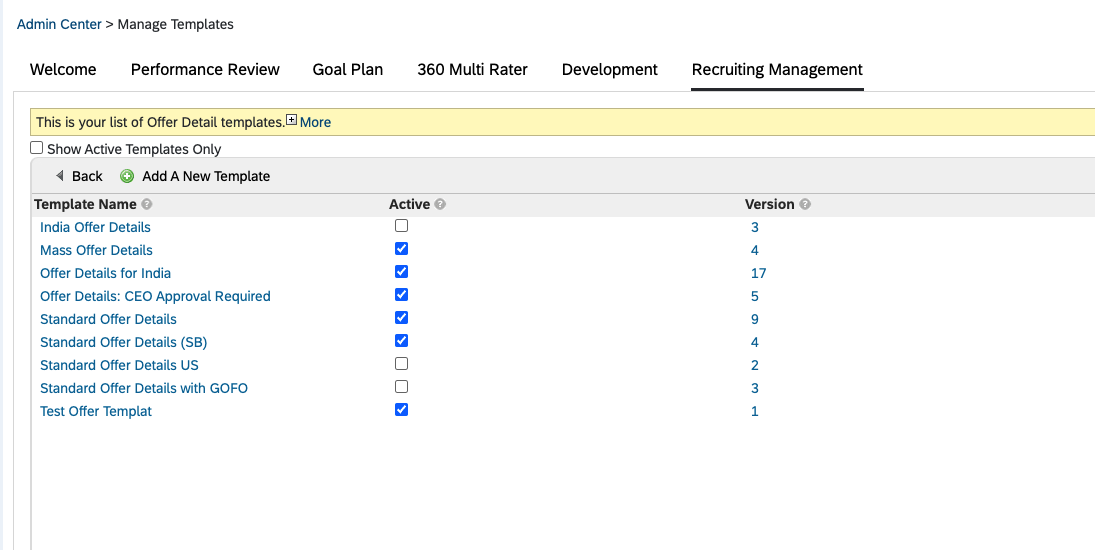 Admin Center > Manage Templates
Welcome Performance Review Goal Plan 360 Multi Rater Development Recruiting Management
This is your list of Offer Detail templates. More
Show Active Templates Only
Back Add A New Template
Template Name Active Version
India Offer Details 3
Mass Offer Details 4
Offer Details for India 17
Offer Details: CEO Approval Required 5
Standard Offer Details 9
Standard Offer Details (SB) 4
Standard Offer Details US 2
Standard Offer Details with GOFO 3
Test Offer Templat 1